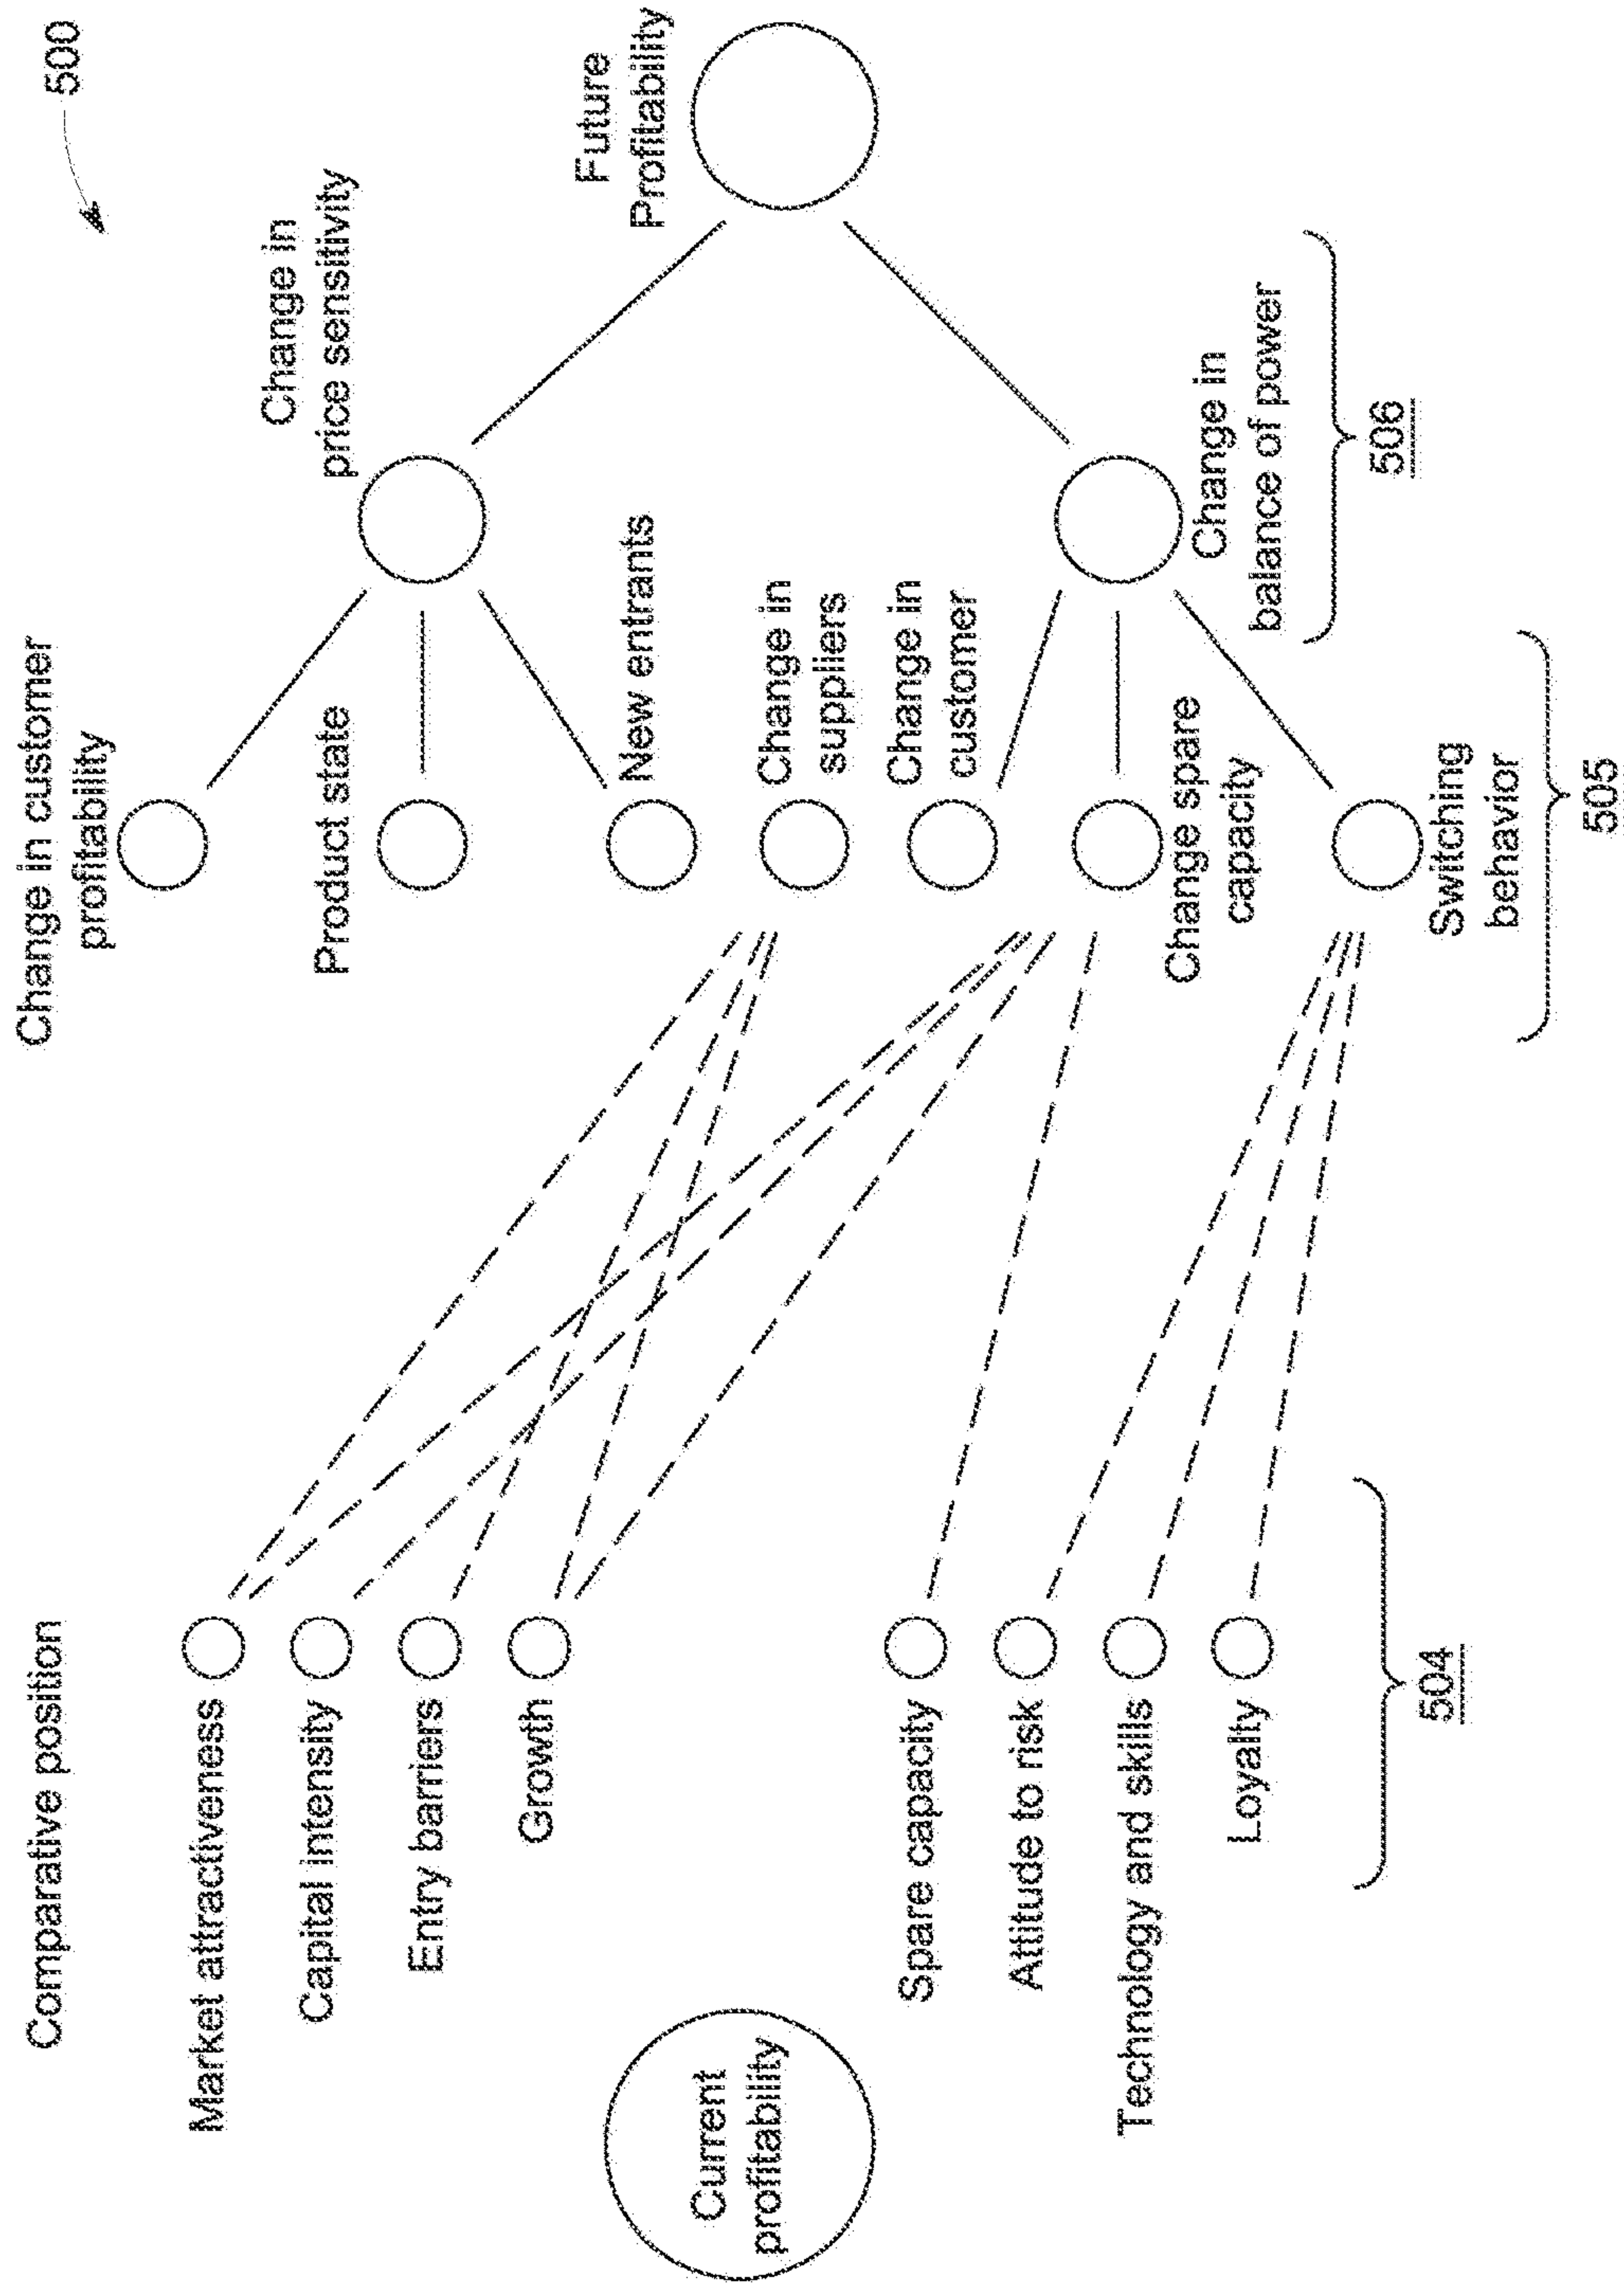 500
Comparative position
Market attractiveness
Capital intensity
Entry barriers
Growth
Current
profitability
Spare capacity
Attitude to risk
Technology and skills
Loyalty
504
Change in customer
profitability
Product state
New entrants
Change in
suppliers
Change in
customer
Change spare
capacity
Switching
behavior
505
Change in
price sensitivity
Change in
balance of power
506
Future
Profitability